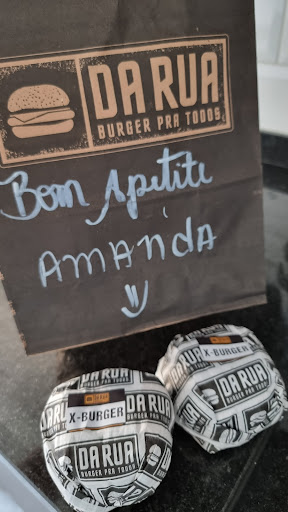 DA RUA
BURGER PRA TODOS
Bom Apetite
AMANDA
X-BURGER
DA RUA
BURGER PRA TODOS
X-BURGER
DA RUA
BURGER PRA TODOS